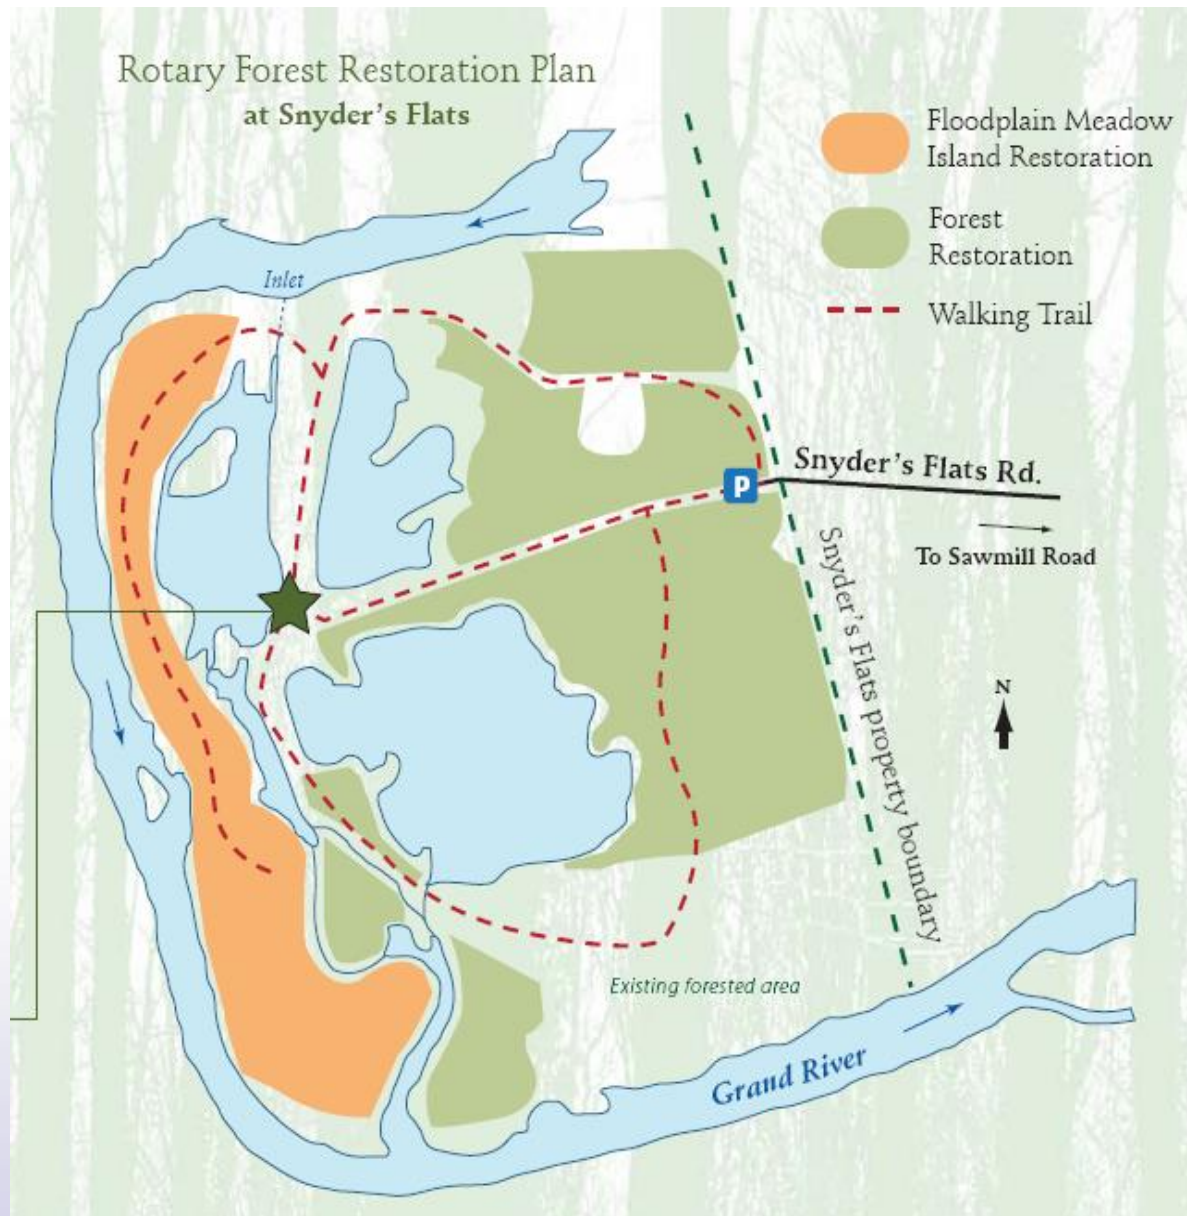 Rotary Forest Restoration Plan
at Snyder's Flats
Floodplain Meadow
Island Restoration
Forest
Restoration
Walking Trail
Inlet
P
Snyder's Flats Rd.
To Sawmill Road
Snyder's Flats property boundary
N
Existing forested area
Grand River